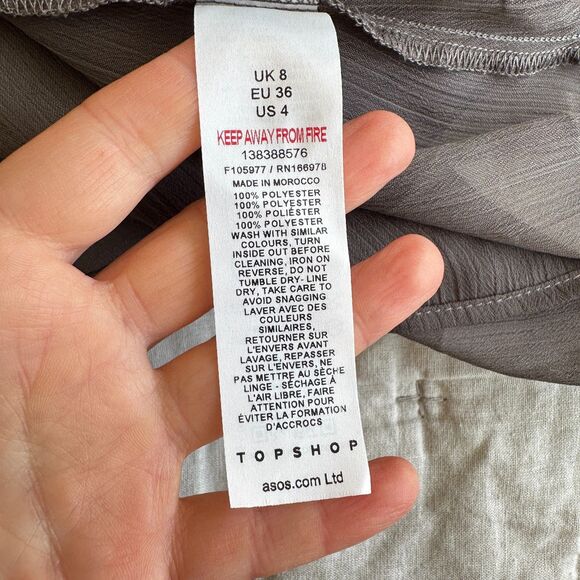 UK 8
EU 36
US 4
KEEP AWAY FROM FIRE
138388576
F105977 / RN166978
MADE IN MOROCCO
100% POLYESTER
100% POLYESTER
100% POLIÉSTER
100% POLYESTER
WASH WITH SIMILAR
COLOURS, TURN
INSIDE OUT BEFORE
CLEANING, IRON ON
REVERSE, DO NOT
TUMBLE DRY- LINE
DRY, TAKE CARE TO
AVOID SNAGGING
LAVER AVEC DES
COULEURS
SIMILAIRES,
RETOURNER SUR
L'ENVERS AVANT
LAVAGE, REPASSER
SUR L'ENVERS, NE
PAS METTRE AU SÈCHE
LINGE - SÉCHAGE À
L'AIR LIBRE, FAIRE
ATTENTION POUR
ÉVITER LA FORMATION
D'ACCROCS
TOPSHOP
asos.com Ltd